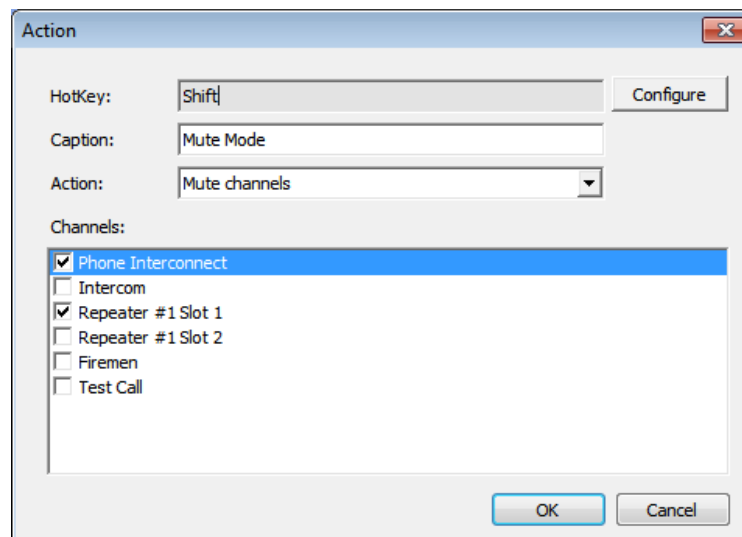 Action
HotKey: Shift Configure
Caption: Mute Mode
Action: Mute channels
Channels:
Phone Interconnect
Intercom
Repeater #1 Slot 1
Repeater #1 Slot 2
Firemen
Test Call
OK Cancel